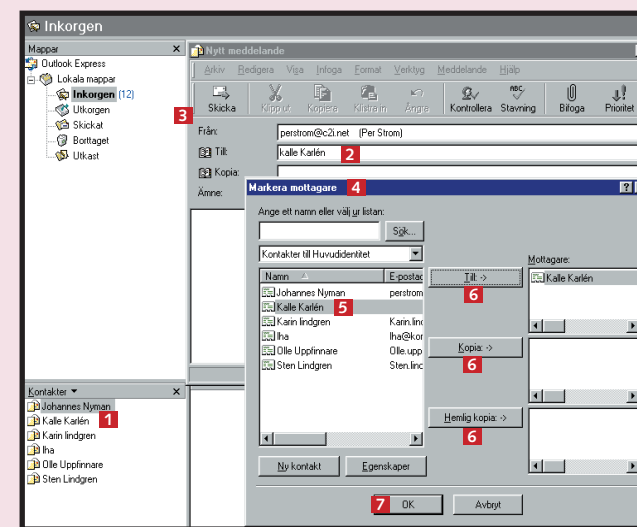 Inkorgen
Mappar
Outlook Express
Lokala mappar
Inkorgen (12)
Utkorgen
Skickat
Borttaget
Utkast
Nytt meddelande
Arkiv Redigera Visa Infoga Format Verktyg Meddelande Hjälp
Skicka Klipp ut Kopiera Klistra in Ångra Kontrollera Stavning Bifoga Prioritet
3
Från: perstrom@c2i.net (Per Strom)
Till: kalle Karlén 2
Kopia:
Ämne:
Markera mottagare 4
Ange ett namn eller välj ur listan:
Sök...
Kontakter till Huvudidentitet
Mottagare:
Namn E-postad
Johannes Nyman perstrom
Kalle Karlén 5
Karin lindgren Karin.linc
lha lha@kor
Olle Uppfinnare Olle.upp
Sten Lindgren Sten.linc
Till: ->
6
Kalle Karlén
Kopia: ->
6
Hemlig kopia: ->
6
Ny kontakt Egenskaper
7 OK Avbryt
Kontakter
Johannes Nyman
Kalle Karlén 1
Karin lindgren
lha
Olle Uppfinnare
Sten Lindgren